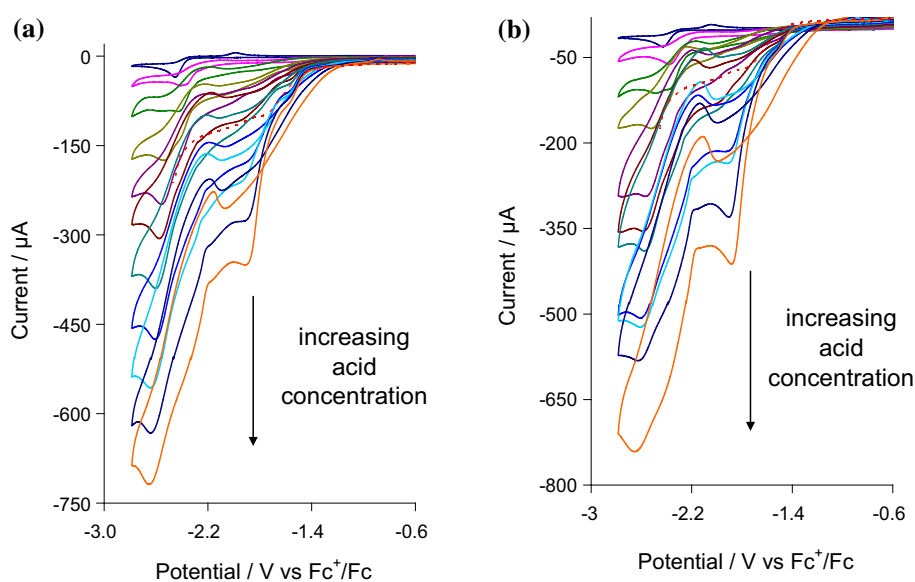 (a)
Current / µA
0
-150
-300
-450
-600
-750
-3.0
-2.2
-1.4
-0.6
Potential / V vs Fc⁺/Fc
increasing
acid
concentration
(b)
Current / µA
-50
-200
-350
-500
-650
-800
-3
-2.2
-1.4
-0.6
Potential / V vs Fc⁺/Fc
increasing
acid
concentration